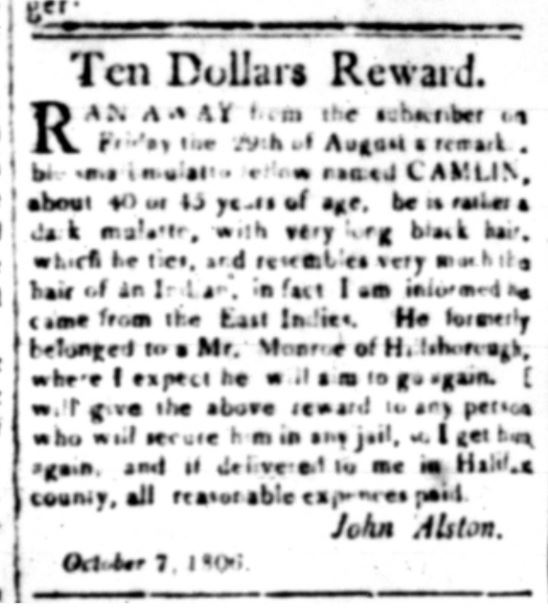 ger.
Ten Dollars Reward.
RAN AWAY from the subscriber on
Friday the 29th of August a remark-
ble small mulatto fellow named CAMLIN,
about 40 or 45 years of age, he is rather a
dark mulatto, with very long black hair,
which he ties, and resembles very much the
hair of an Indian, in fact I am informed he
came from the East Indies. He formerly
belonged to a Mr. Monroe of Hillsborough,
where I expect he will aim to go again. I
will give the above reward to any person
who will secure him in any jail, so I get him
again, and if delivered to me in Halifax
county, all reasonable expences paid.
John Alston.
October 7, 1806.